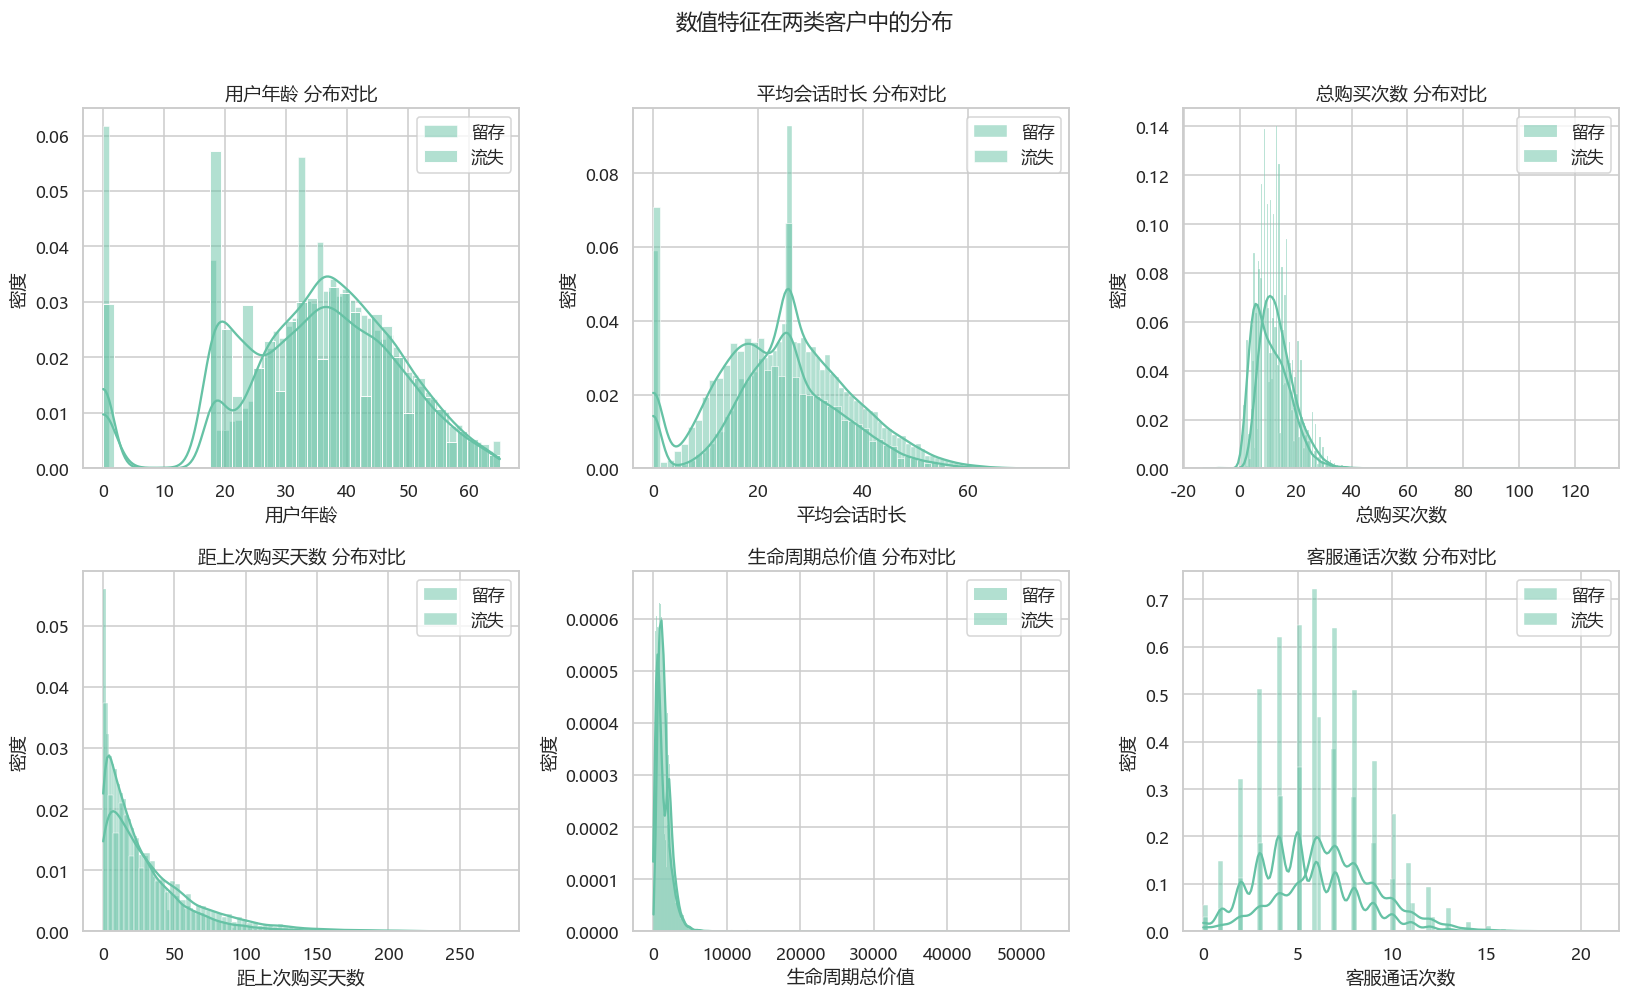 数值特征在两类客户中的分布
用户年龄 分布对比
密度
0.06
0.05
0.04
0.03
0.02
0.01
0.00
0 10 20 30 40 50 60
用户年龄
留存
流失
平均会话时长 分布对比
密度
0.08
0.06
0.04
0.02
0.00
0 20 40 60
平均会话时长
留存
流失
总购买次数 分布对比
密度
0.14
0.12
0.10
0.08
0.06
0.04
0.02
0.00
-20 0 20 40 60 80 100 120
总购买次数
留存
流失
距上次购买天数 分布对比
密度
0.05
0.04
0.03
0.02
0.01
0.00
0 50 100 150 200 250
距上次购买天数
留存
流失
生命周期总价值 分布对比
密度
0.0006
0.0005
0.0004
0.0003
0.0002
0.0001
0.0000
0 10000 20000 30000 40000 50000
生命周期总价值
留存
流失
客服通话次数 分布对比
密度
0.7
0.6
0.5
0.4
0.3
0.2
0.1
0.0
0 5 10 15 20
客服通话次数
留存
流失